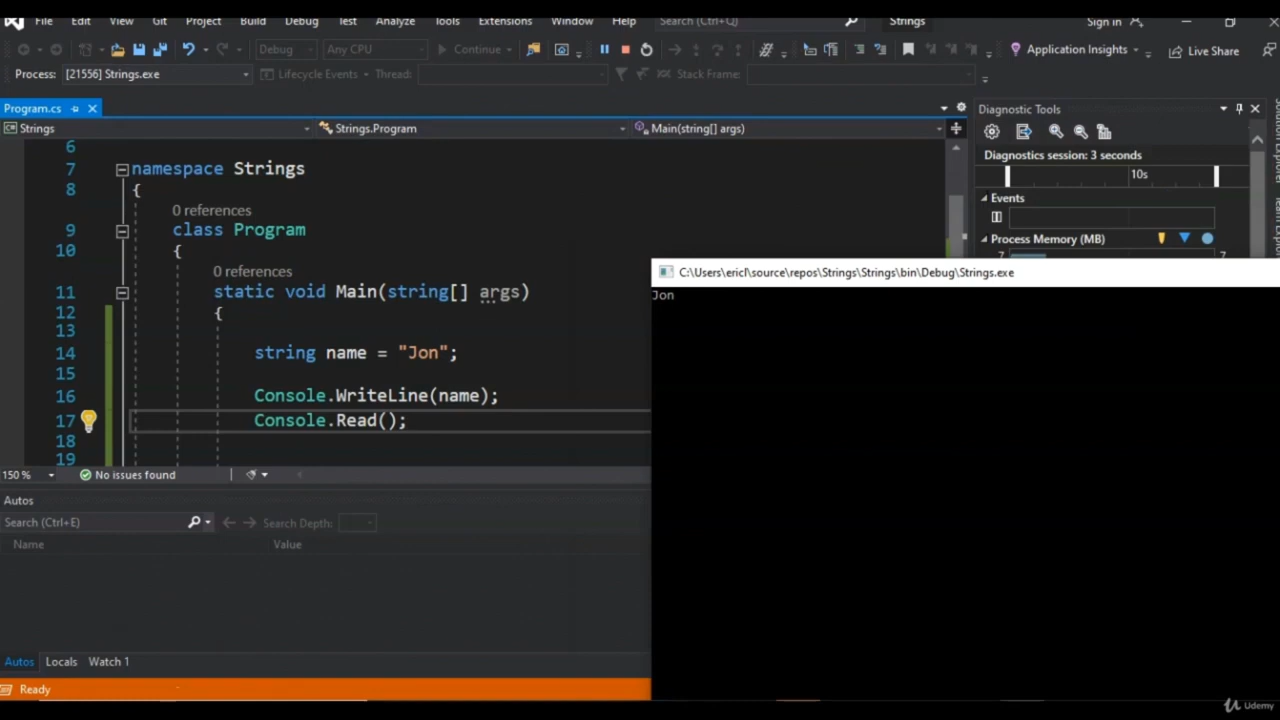 File Edit View Git Project Build Debug Test Analyze Tools Extensions Window Help Search (Ctrl+Q) Strings Sign in
Debug Any CPU Continue Application Insights Live Share
Process: [21556] Strings.exe Lifecycle Events Thread: Stack Frame:
Program.cs
Strings Strings.Program Main(string[] args)
6
7 namespace Strings
8 {
0 references
9 class Program
10 {
0 references
11 static void Main(string[] args)
12 {
13
14 string name = "Jon";
15
16 Console.WriteLine(name);
17 Console.Read();
18
19
150 % No issues found
Diagnostic Tools
Diagnostics session: 3 seconds
10s
Events
Process Memory (MB)
7 7
Solution Explorer
Team Explorer
C:\Users\ericl\source\repos\Strings\Strings\bin\Debug\Strings.exe
Jon
Autos
Search (Ctrl+E) Search Depth:
Name Value
Autos Locals Watch 1
Ready
Udemy